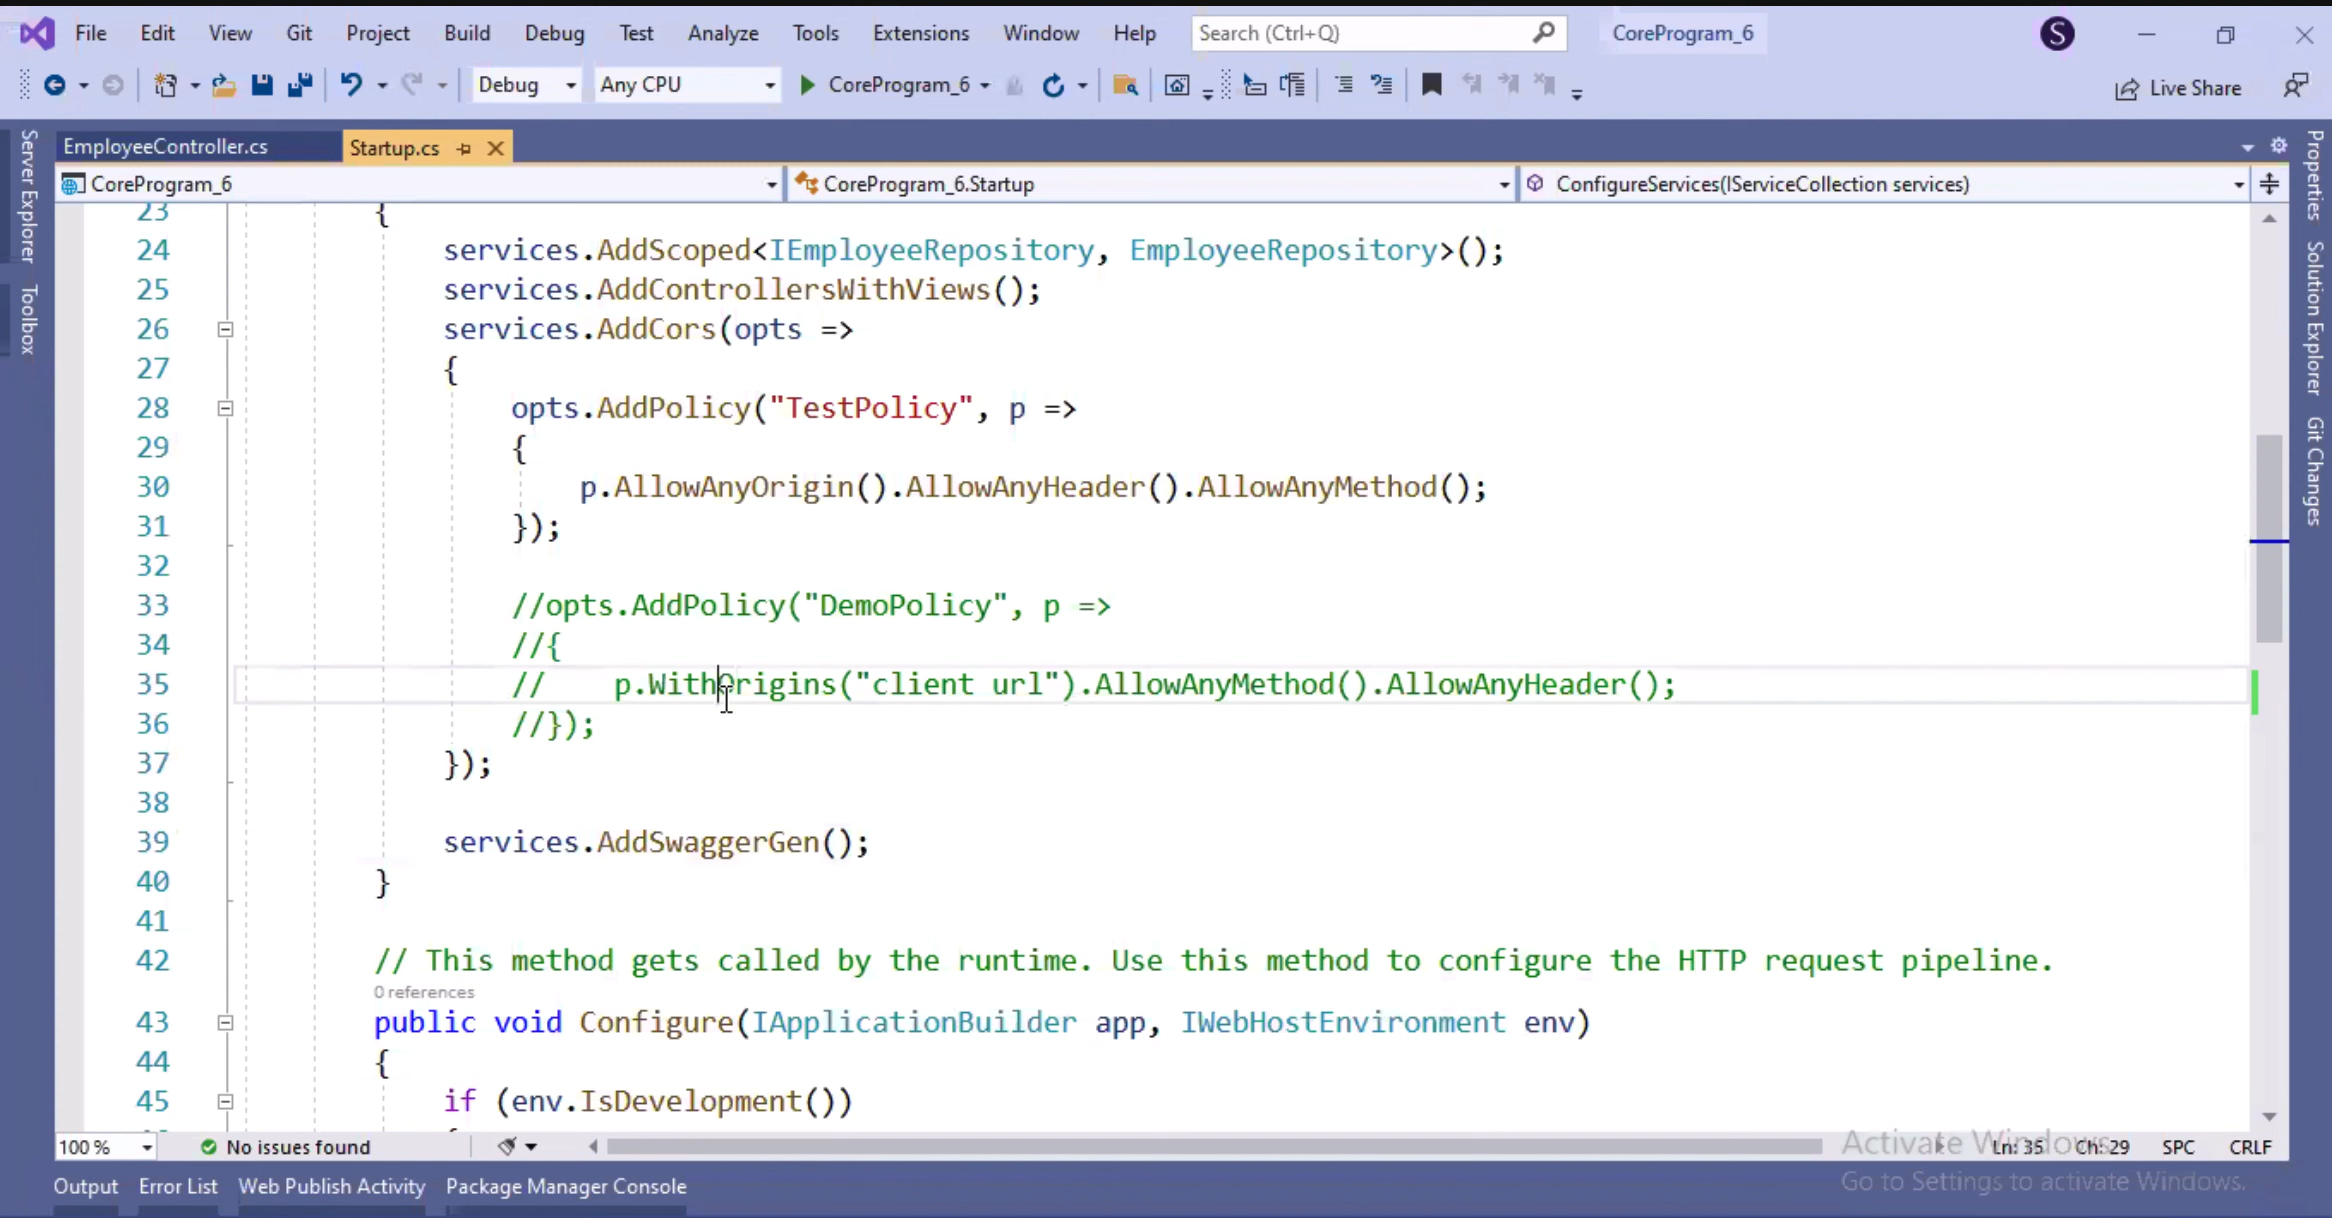 File Edit View Git Project Build Debug Test Analyze Tools Extensions Window Help Search (Ctrl+Q) CoreProgram_6 S
Debug Any CPU CoreProgram_6 Live Share
EmployeeController.cs Startup.cs
CoreProgram_6 CoreProgram_6.Startup ConfigureServices(IServiceCollection services)
Server Explorer
Toolbox
Properties
Solution Explorer
Git Changes
23 {
24 services.AddScoped<IEmployeeRepository, EmployeeRepository>();
25 services.AddControllersWithViews();
26 services.AddCors(opts =>
27 {
28 opts.AddPolicy("TestPolicy", p =>
29 {
30 p.AllowAnyOrigin().AllowAnyHeader().AllowAnyMethod();
31 });
32
33 //opts.AddPolicy("DemoPolicy", p =>
34 //{
35 // p.WithOrigins("client url").AllowAnyMethod().AllowAnyHeader();
36 //});
37 });
38
39 services.AddSwaggerGen();
40 }
41
42 // This method gets called by the runtime. Use this method to configure the HTTP request pipeline.
0 references
43 public void Configure(IApplicationBuilder app, IWebHostEnvironment env)
44 {
45 if (env.IsDevelopment())
100 % No issues found Ln: 35 Ch: 29 SPC CRLF
Activate Windows
Go to Settings to activate Windows.
Output Error List Web Publish Activity Package Manager Console